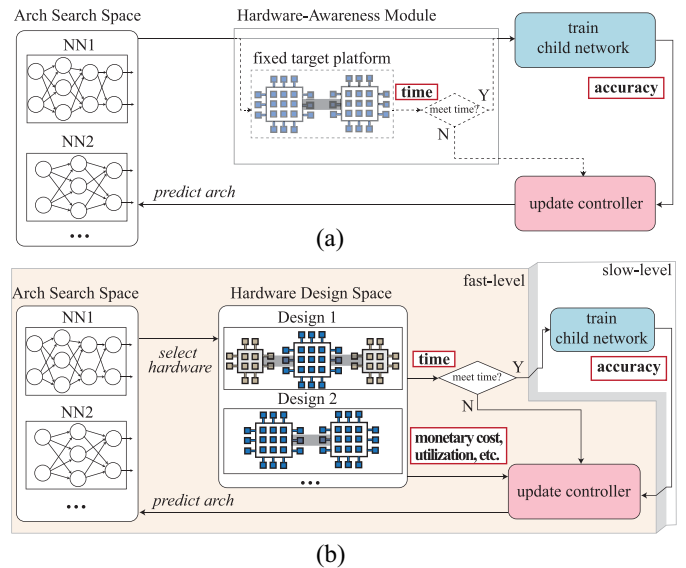 Arch Search Space
Hardware-Awareness Module
train
child network
NN1
fixed target platform
time
meet time?
Y
N
accuracy
NN2
predict arch
update controller
...
(a)
fast-level
slow-level
Arch Search Space
Hardware Design Space
NN1
Design 1
train
child network
select
hardware
time
meet time?
Y
N
accuracy
NN2
Design 2
monetary cost,
utilization, etc.
update controller
predict arch
...
...
(b)